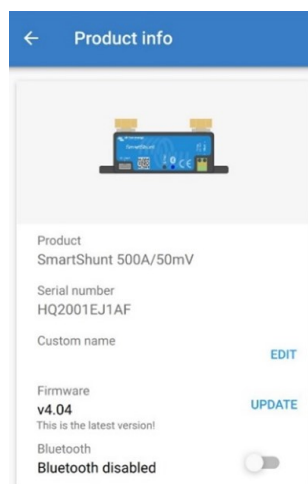 Product info
SmartShunt
Product
SmartShunt 500A/50mV
Serial number
HQ2001EJ1AF
Custom name
EDIT
Firmware
v4.04
UPDATE
This is the latest version!
Bluetooth
Bluetooth disabled